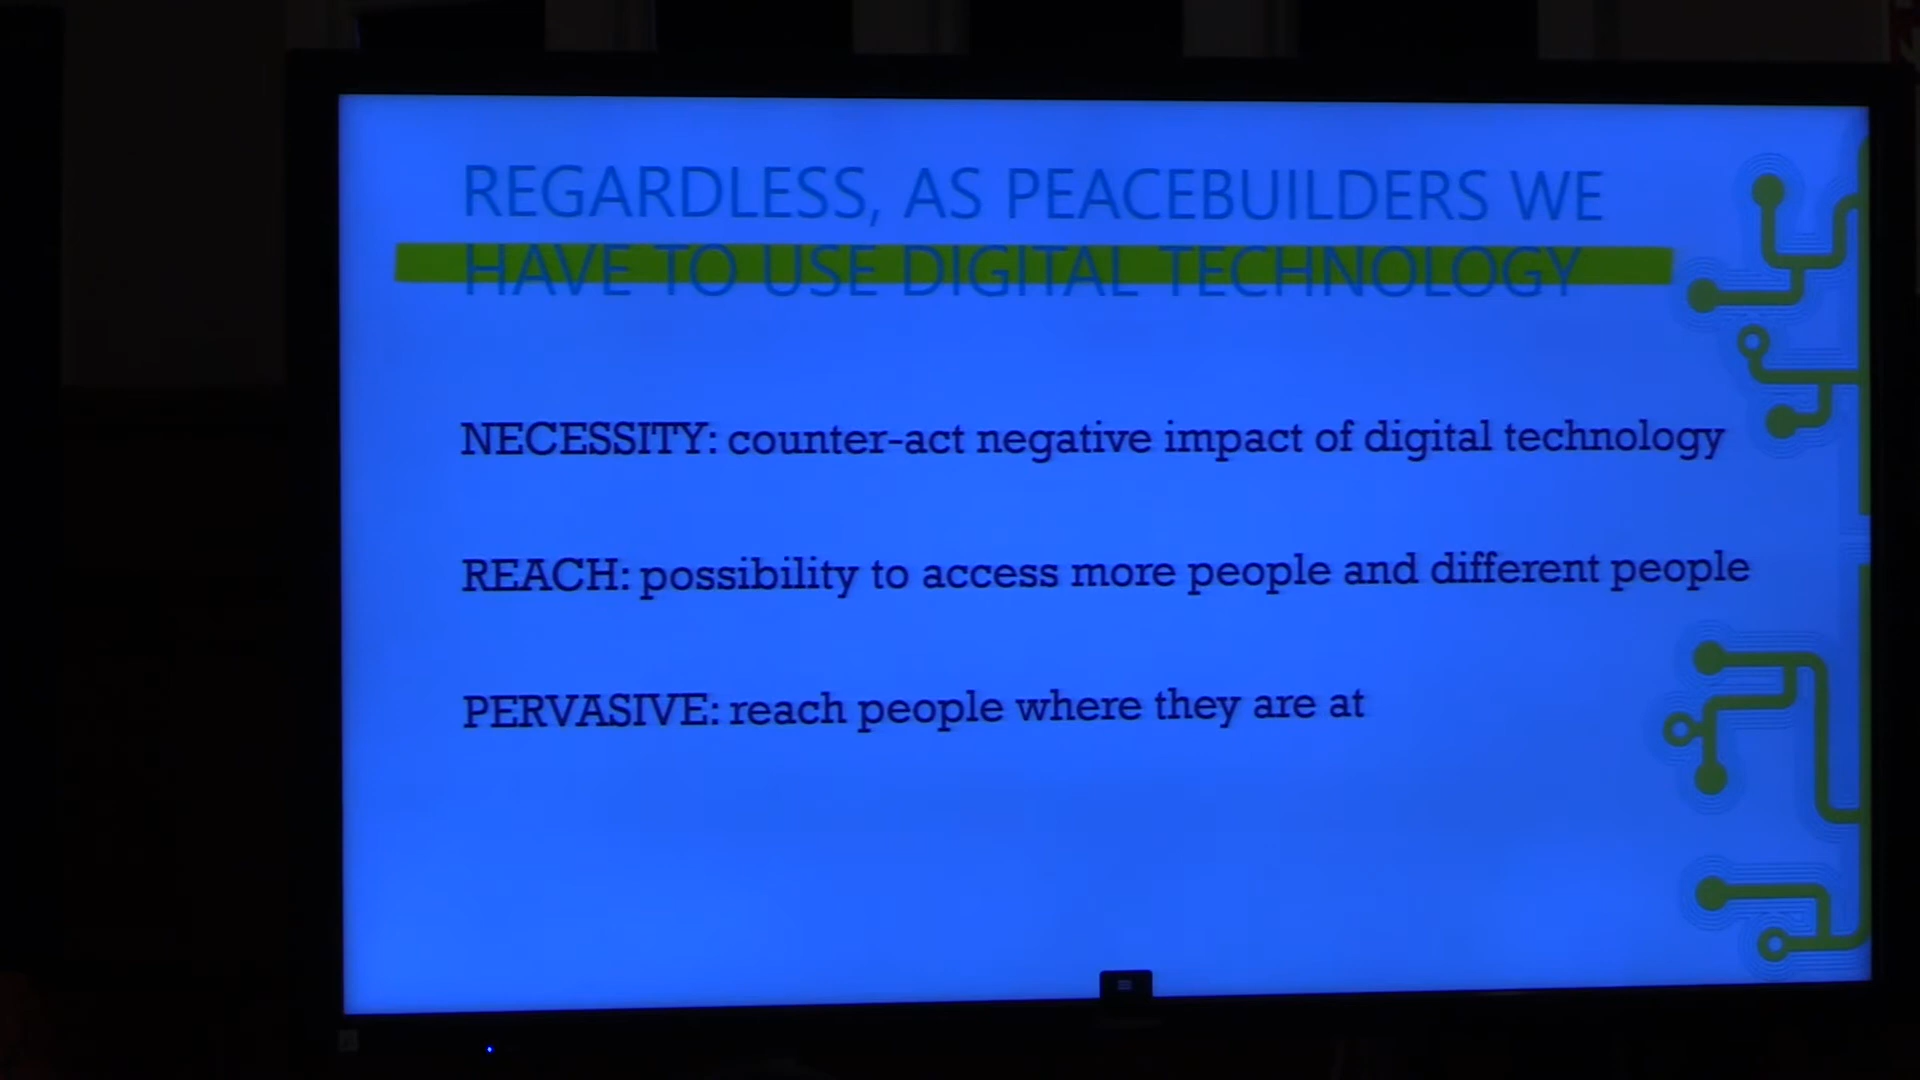 REGARDLESS, AS PEACEBUILDERS WE
HAVE TO USE DIGITAL TECHNOLOGY
NECESSITY: counter-act negative impact of digital technology
REACH: possibility to access more people and different people
PERVASIVE: reach people where they are at